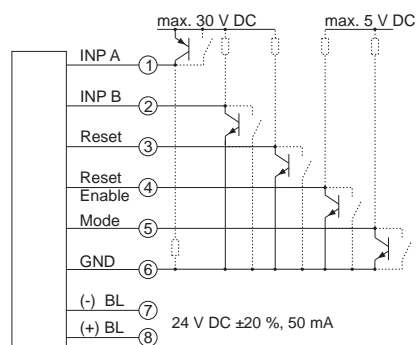 max. 30 V DC
max. 5 V DC
INP A
1
INP B
2
Reset
3
Reset
Enable
4
Mode
5
GND
6
(-) BL
7
(+) BL
8
24 V DC ±20 %, 50 mA